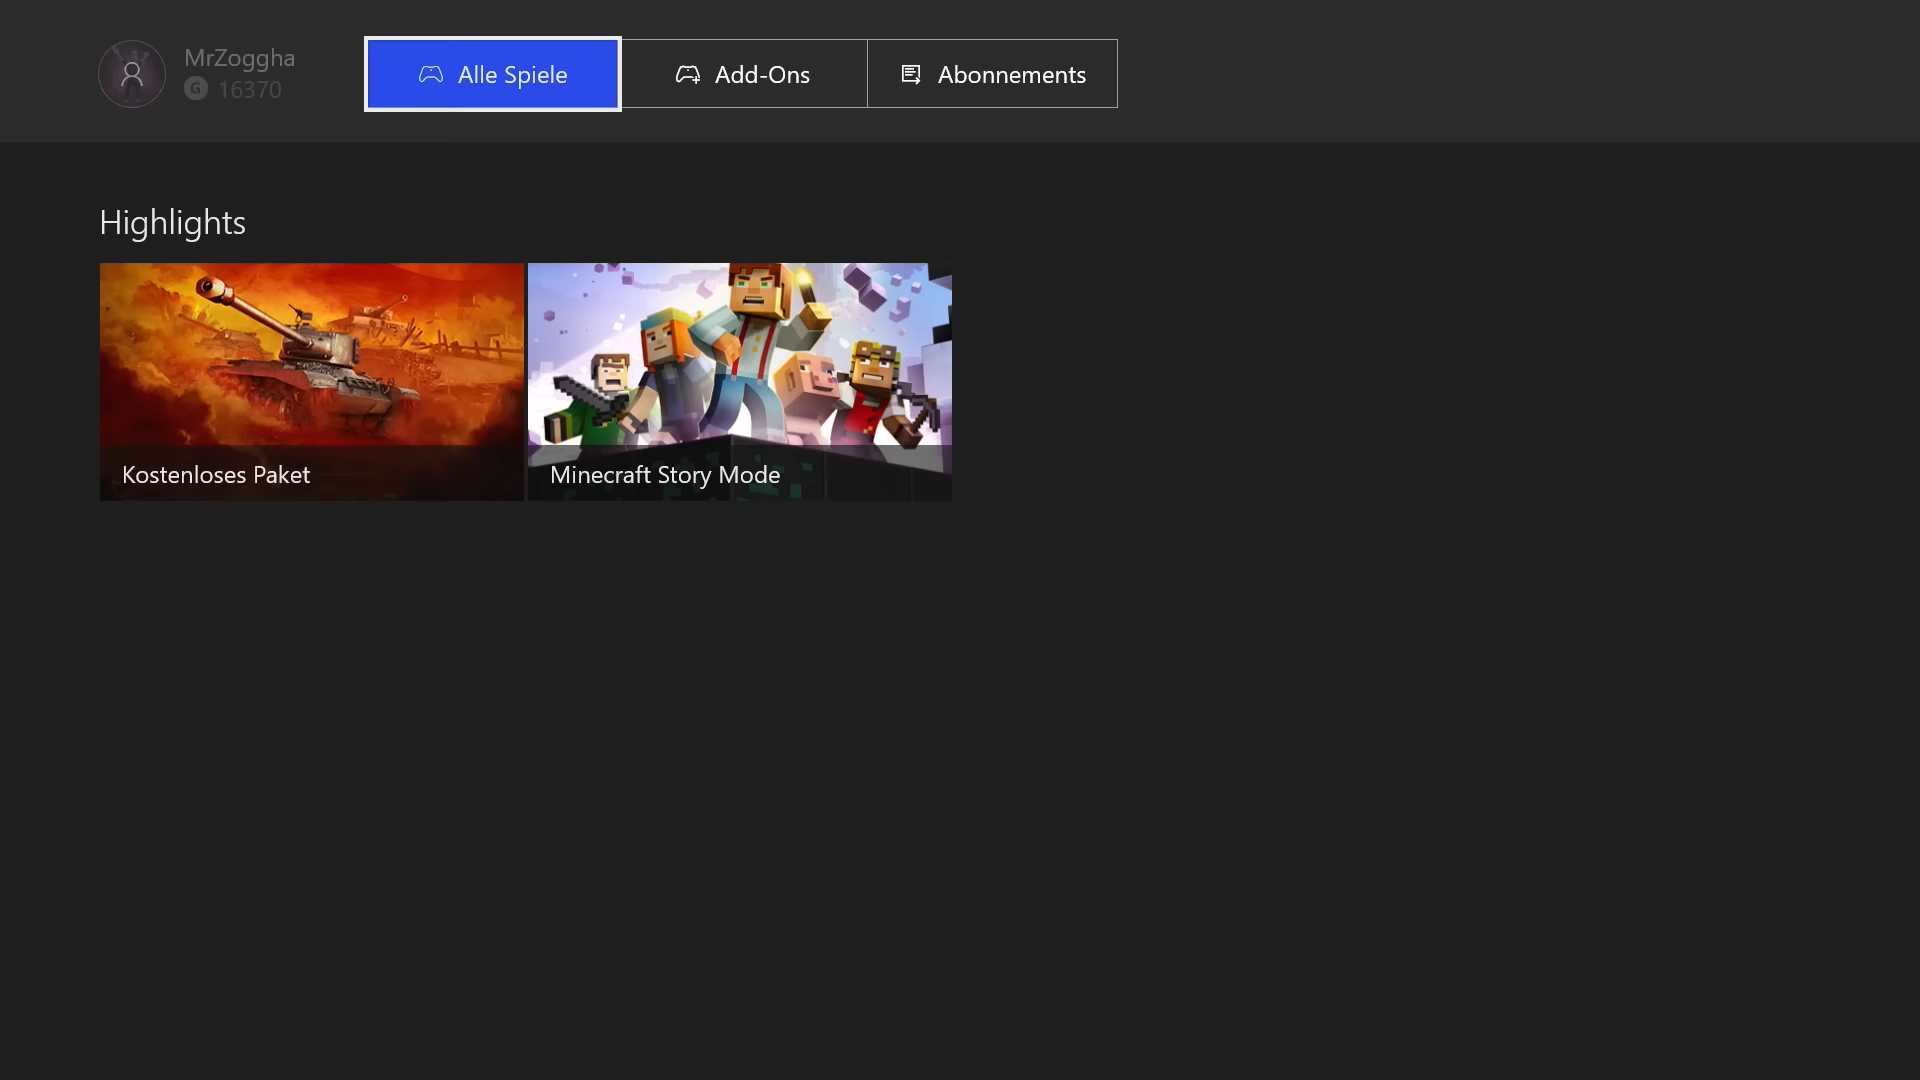 MrZoggha
G 16370
Alle Spiele
Add-Ons
Abonnements
Highlights
Kostenloses Paket
Minecraft Story Mode